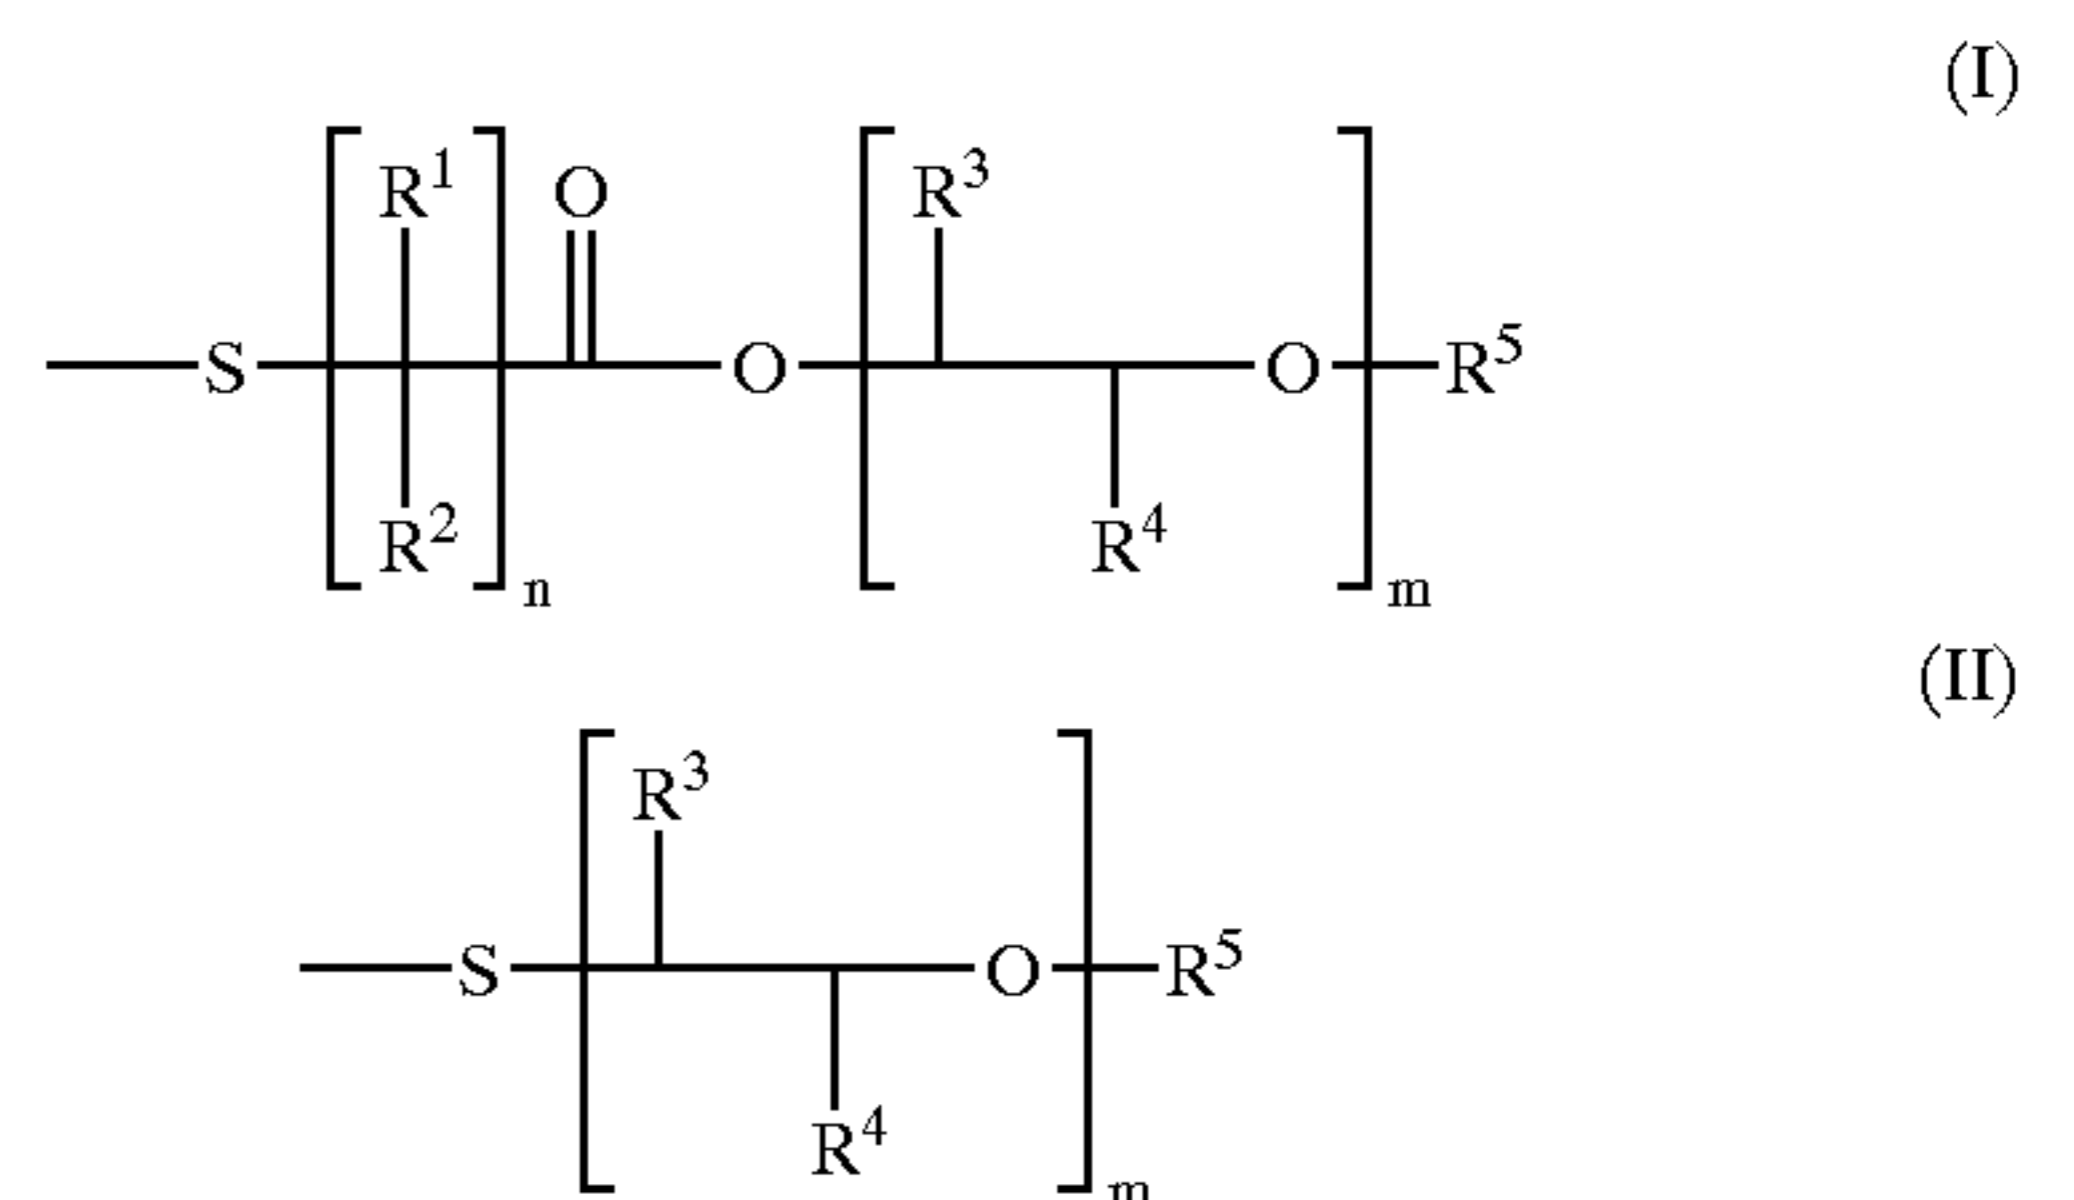 (I)
R¹ O R³
S O O R⁵
R² R⁴
n m
(II)
R³
S O R⁵
R⁴
m